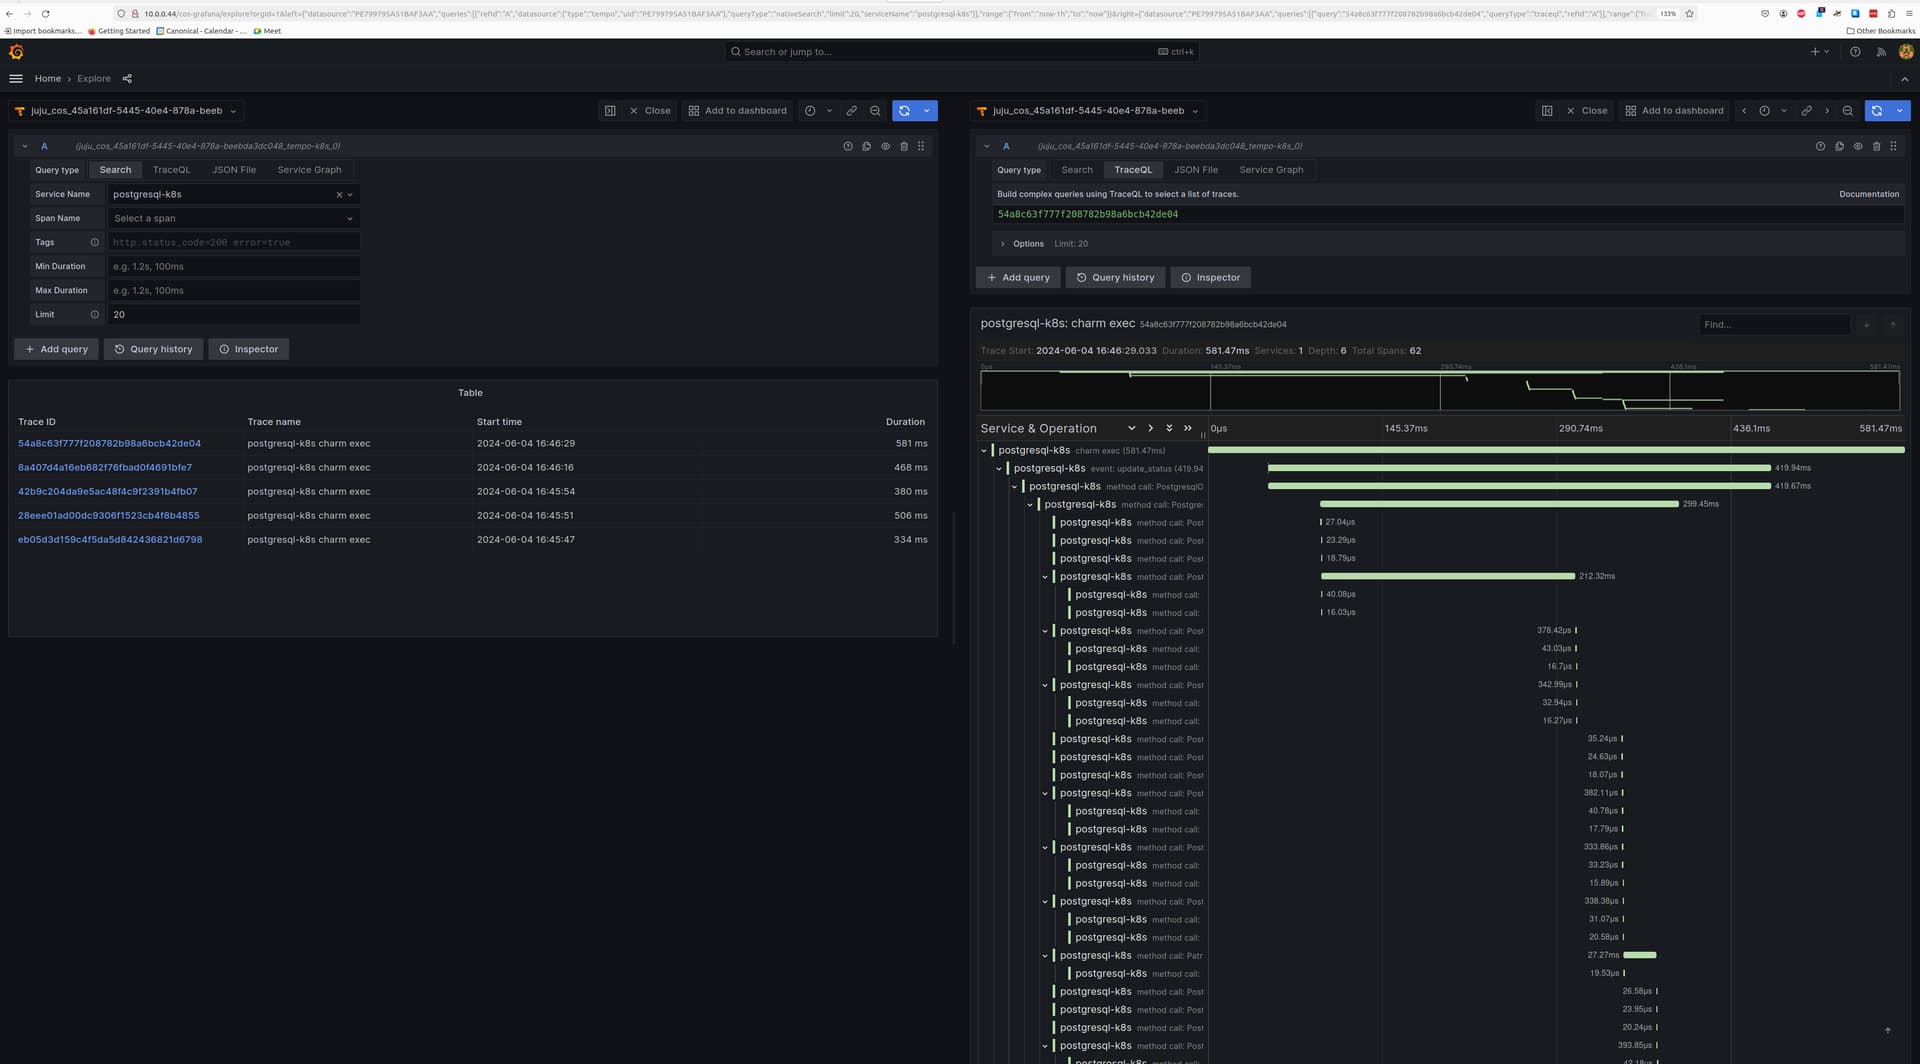 10.0.0.44/cos-grafana/explore?orgId=1&left={"datasource":"PE799795A51BAF3AA","queries":[{"refId":"A","datasource":{"type":"tempo","uid":"PE799795A51BAF3AA"},"queryType":"nativeSearch","limit":20,"serviceName":"postgresql-k8s"}],"range":{"from":"now-1h","to":"now"}}&right={"datasource":"PE799795A51BAF3AA","queries":[{"query":"54a8c63f777f208782b98a6bcb42de04","queryType":"traceql","refId":"A"}],"range":{"from":"n 133%
Import bookmarks... Getting Started Canonical - Calendar - ... Meet Other Bookmarks
Search or jump to... ctrl+k
Home › Explore
juju_cos_45a161df-5445-40e4-878a-beeb Close Add to dashboard
A (juju_cos_45a161df-5445-40e4-878a-beebda3dc048_tempo-k8s_0)
Query type Search TraceQL JSON File Service Graph
Service Name postgresql-k8s
Span Name Select a span
Tags http.status_code=200 error=true
Min Duration e.g. 1.2s, 100ms
Max Duration e.g. 1.2s, 100ms
Limit 20
Add query Query history Inspector
Table
Trace ID Trace name Start time Duration
54a8c63f777f208782b98a6bcb42de04 postgresql-k8s charm exec 2024-06-04 16:46:29 581 ms
8a407d4a16eb682f76fbad0f4691bfe7 postgresql-k8s charm exec 2024-06-04 16:46:16 468 ms
42b9c204da9e5ac48f4c9f2391b4fb07 postgresql-k8s charm exec 2024-06-04 16:45:54 380 ms
28eee01ad00dc9306f1523cb4f8b4855 postgresql-k8s charm exec 2024-06-04 16:45:51 506 ms
eb05d3d159c4f5da5d842436821d6798 postgresql-k8s charm exec 2024-06-04 16:45:47 334 ms
juju_cos_45a161df-5445-40e4-878a-beeb Close Add to dashboard
A (juju_cos_45a161df-5445-40e4-878a-beebda3dc048_tempo-k8s_0)
Query type Search TraceQL JSON File Service Graph
Build complex queries using TraceQL to select a list of traces. Documentation
54a8c63f777f208782b98a6bcb42de04
Options Limit: 20
Add query Query history Inspector
postgresql-k8s: charm exec 54a8c63f777f208782b98a6bcb42de04 Find...
Trace Start: 2024-06-04 16:46:29.033 Duration: 581.47ms Services: 1 Depth: 6 Total Spans: 62
0µs 145.37ms 290.74ms 436.1ms 581.47ms
Service & Operation 0µs 145.37ms 290.74ms 436.1ms 581.47ms
postgresql-k8s charm exec (581.47ms)
postgresql-k8s event: update_status (419.94 419.94ms
postgresql-k8s method call: PostgresqlO 419.67ms
postgresql-k8s method call: Postgres 299.45ms
postgresql-k8s method call: Post 27.04µs
postgresql-k8s method call: Post 23.29µs
postgresql-k8s method call: Post 18.79µs
postgresql-k8s method call: Post 212.32ms
postgresql-k8s method call: 40.08µs
postgresql-k8s method call: 16.03µs
postgresql-k8s method call: Post 378.42µs
postgresql-k8s method call: 43.03µs
postgresql-k8s method call: 16.7µs
postgresql-k8s method call: Post 342.99µs
postgresql-k8s method call: 32.94µs
postgresql-k8s method call: 16.27µs
postgresql-k8s method call: Post 35.24µs
postgresql-k8s method call: Post 24.63µs
postgresql-k8s method call: Post 18.07µs
postgresql-k8s method call: Post 382.11µs
postgresql-k8s method call: 40.78µs
postgresql-k8s method call: 17.79µs
postgresql-k8s method call: Post 333.86µs
postgresql-k8s method call: 33.23µs
postgresql-k8s method call: 15.89µs
postgresql-k8s method call: Post 338.38µs
postgresql-k8s method call: 31.07µs
postgresql-k8s method call: 20.58µs
postgresql-k8s method call: Patr 27.27ms
postgresql-k8s method call: 19.53µs
postgresql-k8s method call: Post 26.58µs
postgresql-k8s method call: Post 23.95µs
postgresql-k8s method call: Post 20.24µs
postgresql-k8s method call: Post 393.85µs